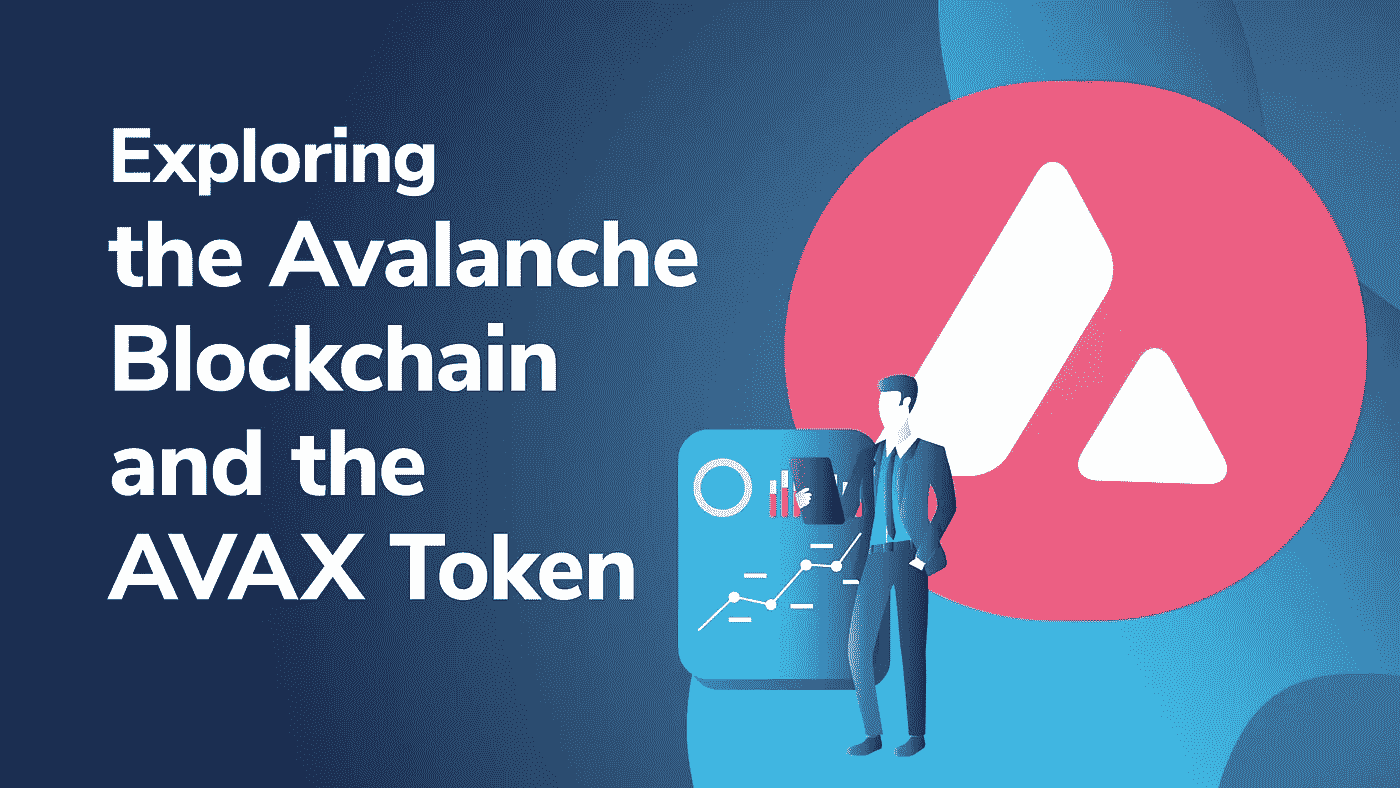 Exploring
the Avalanche
Blockchain
and the
AVAX Token